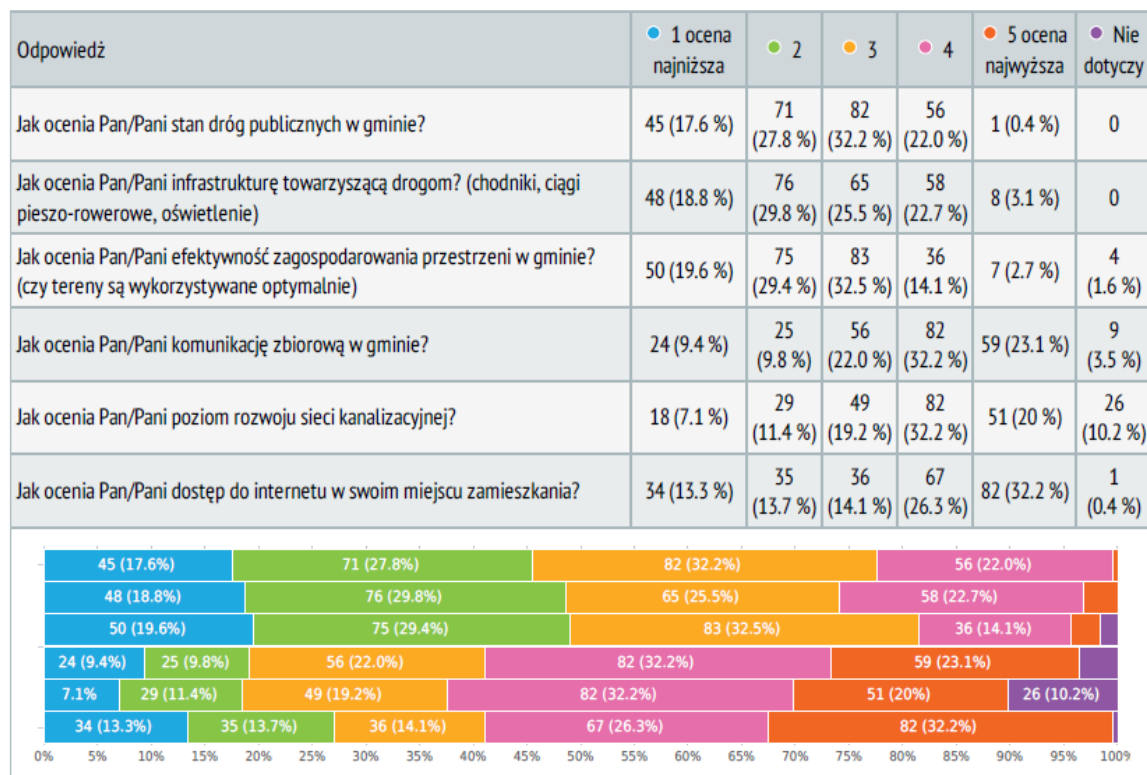 Odpowiedź
1 ocena
najniższa
2
3
4
5 ocena
najwyższa
Nie
dotyczy
Jak ocenia Pan/Pani stan dróg publicznych w gminie?
45 (17.6 %)
71
(27.8 %)
82
(32.2 %)
56
(22.0 %)
1 (0.4 %)
0
Jak ocenia Pan/Pani infrastrukturę towarzyszącą drogom? (chodniki, ciągi
pieszo-rowerowe, oświetlenie)
48 (18.8 %)
76
(29.8 %)
65
(25.5 %)
58
(22.7 %)
8 (3.1 %)
0
Jak ocenia Pan/Pani efektywność zagospodarowania przestrzeni w gminie?
(czy tereny są wykorzystywane optymalnie)
50 (19.6 %)
75
(29.4 %)
83
(32.5 %)
36
(14.1 %)
7 (2.7 %)
4
(1.6 %)
Jak ocenia Pan/Pani komunikację zbiorową w gminie?
24 (9.4 %)
25
(9.8 %)
56
(22.0 %)
82
(32.2 %)
59 (23.1 %)
9
(3.5 %)
Jak ocenia Pan/Pani poziom rozwoju sieci kanalizacyjnej?
18 (7.1 %)
29
(11.4 %)
49
(19.2 %)
82
(32.2 %)
51 (20 %)
26
(10.2 %)
Jak ocenia Pan/Pani dostęp do internetu w swoim miejscu zamieszkania?
34 (13.3 %)
35
(13.7 %)
36
(14.1 %)
67
(26.3 %)
82 (32.2 %)
1
(0.4 %)
45 (17.6%) 71 (27.8%) 82 (32.2%) 56 (22.0%)
48 (18.8%) 76 (29.8%) 65 (25.5%) 58 (22.7%)
50 (19.6%) 75 (29.4%) 83 (32.5%) 36 (14.1%)
24 (9.4%) 25 (9.8%) 56 (22.0%) 82 (32.2%) 59 (23.1%)
7.1% 29 (11.4%) 49 (19.2%) 82 (32.2%) 51 (20%) 26 (10.2%)
34 (13.3%) 35 (13.7%) 36 (14.1%) 67 (26.3%) 82 (32.2%)
0% 5% 10% 15% 20% 25% 30% 35% 40% 45% 50% 55% 60% 65% 70% 75% 80% 85% 90% 95% 100%